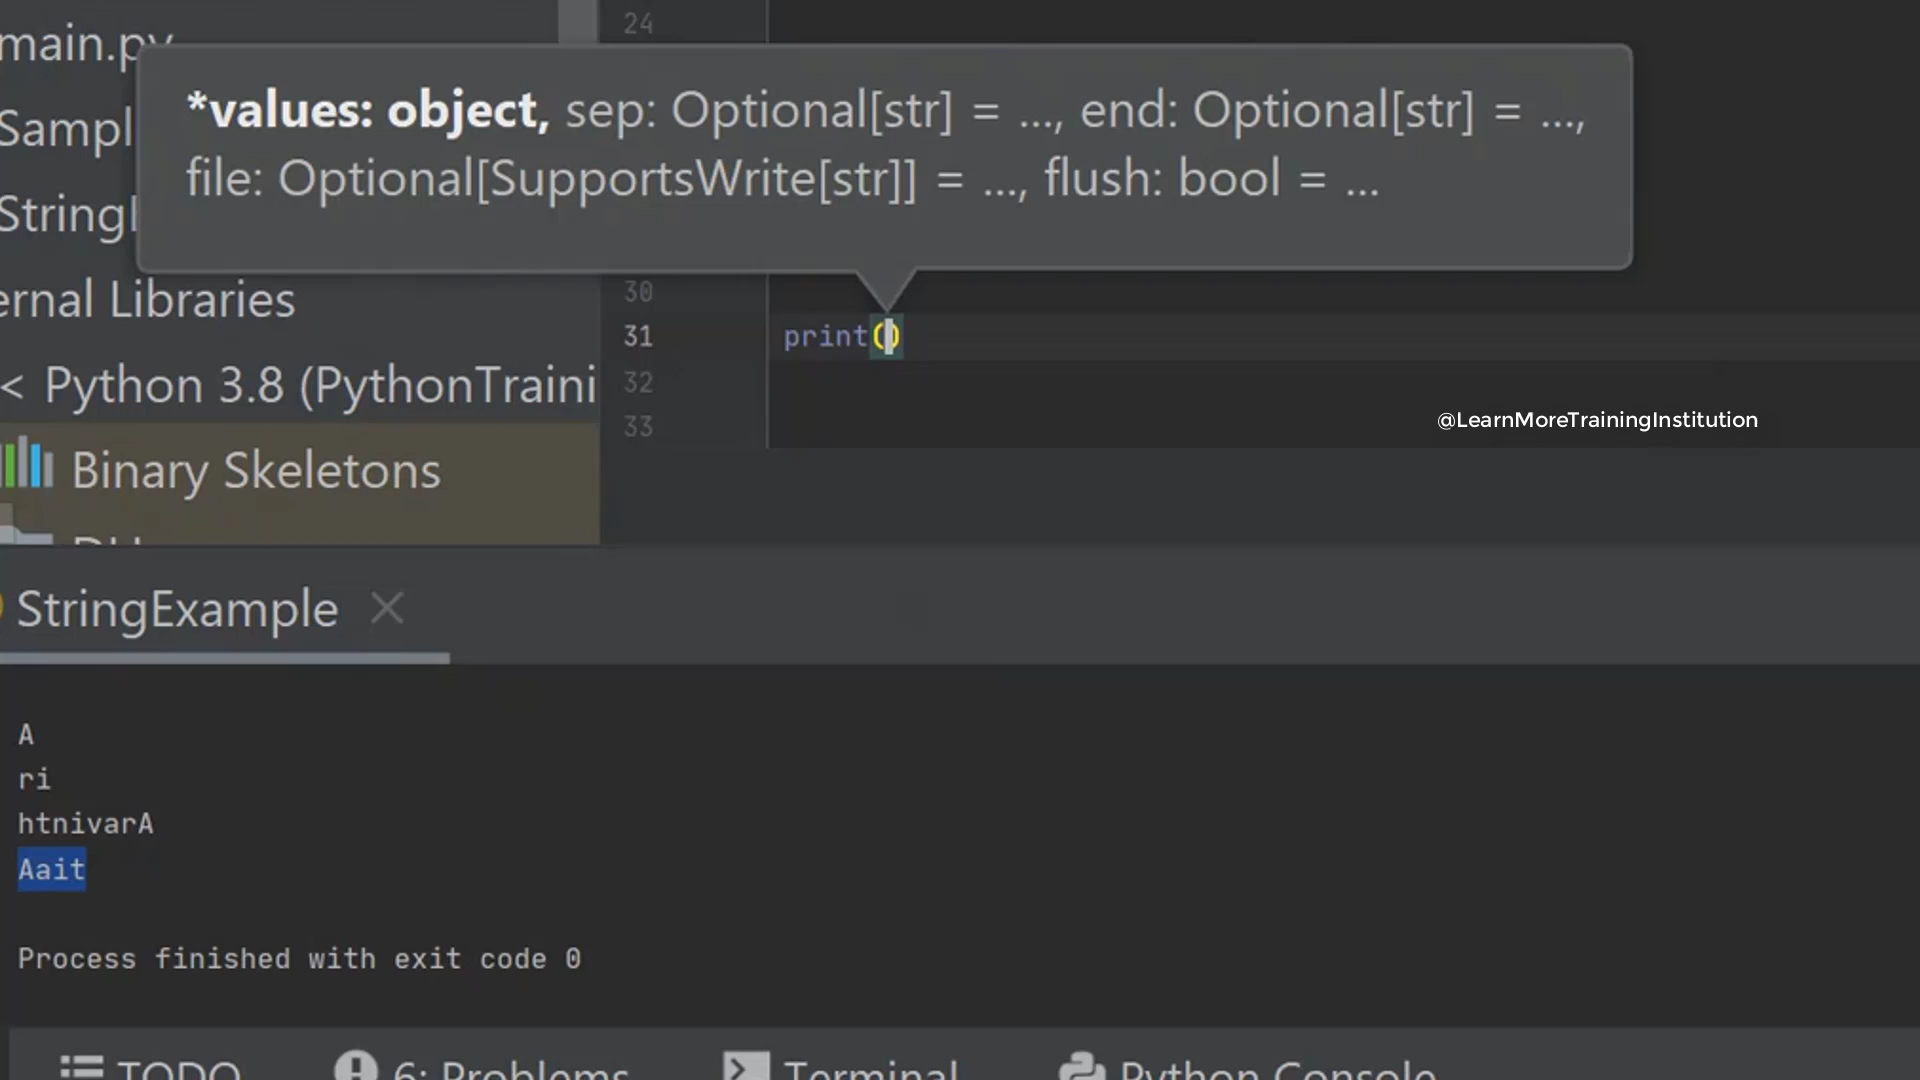 24
main.py
*values: object, sep: Optional[str] = ..., end: Optional[str] = ...,
file: Optional[SupportsWrite[str]] = ..., flush: bool = ...
Sampl
String
ernal Libraries
< Python 3.8 (PythonTraini
Binary Skeletons
30
31 print()
32
33
@LearnMoreTrainingInstitution
StringExample
A
ri
htnivarA
Aait
Process finished with exit code 0
TODO
6: Problems
Terminal
Python Console